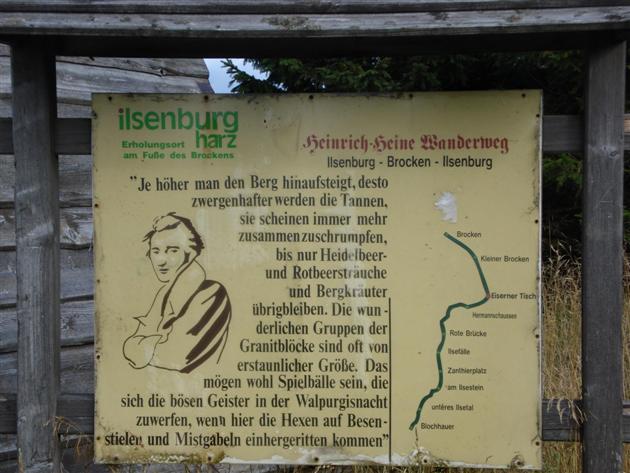 ilsenburg
harz
Erholungsort
am Fuße des Brockens
Heinrich-Heine Wanderweg
Ilsenburg - Brocken - Ilsenburg
"Je höher man den Berg hinaufsteigt, desto
zwergenhafter werden die Tannen,
sie scheinen immer mehr
zusammenzuschrumpfen,
bis nur Heidelbeer-
und Rotbeersträuche
und Bergkräuter
übrigbleiben. Die wun-
derlichen Gruppen der
Granitblöcke sind oft von
erstaunlicher Größe. Das
mögen wohl Spielbälle sein, die
sich die bösen Geister in der Walpurgisnacht
zuwerfen, wenn hier die Hexen auf Besen-
stielen und Mistgabeln einhergeritten kommen"
Brocken
Kleiner Brocken
Eiserner Tisch
Hermannschaussee
Rote Brücke
Ilsefälle
Zanthierplatz
am Ilsestein
unteres Ilsetal
Blochhauer